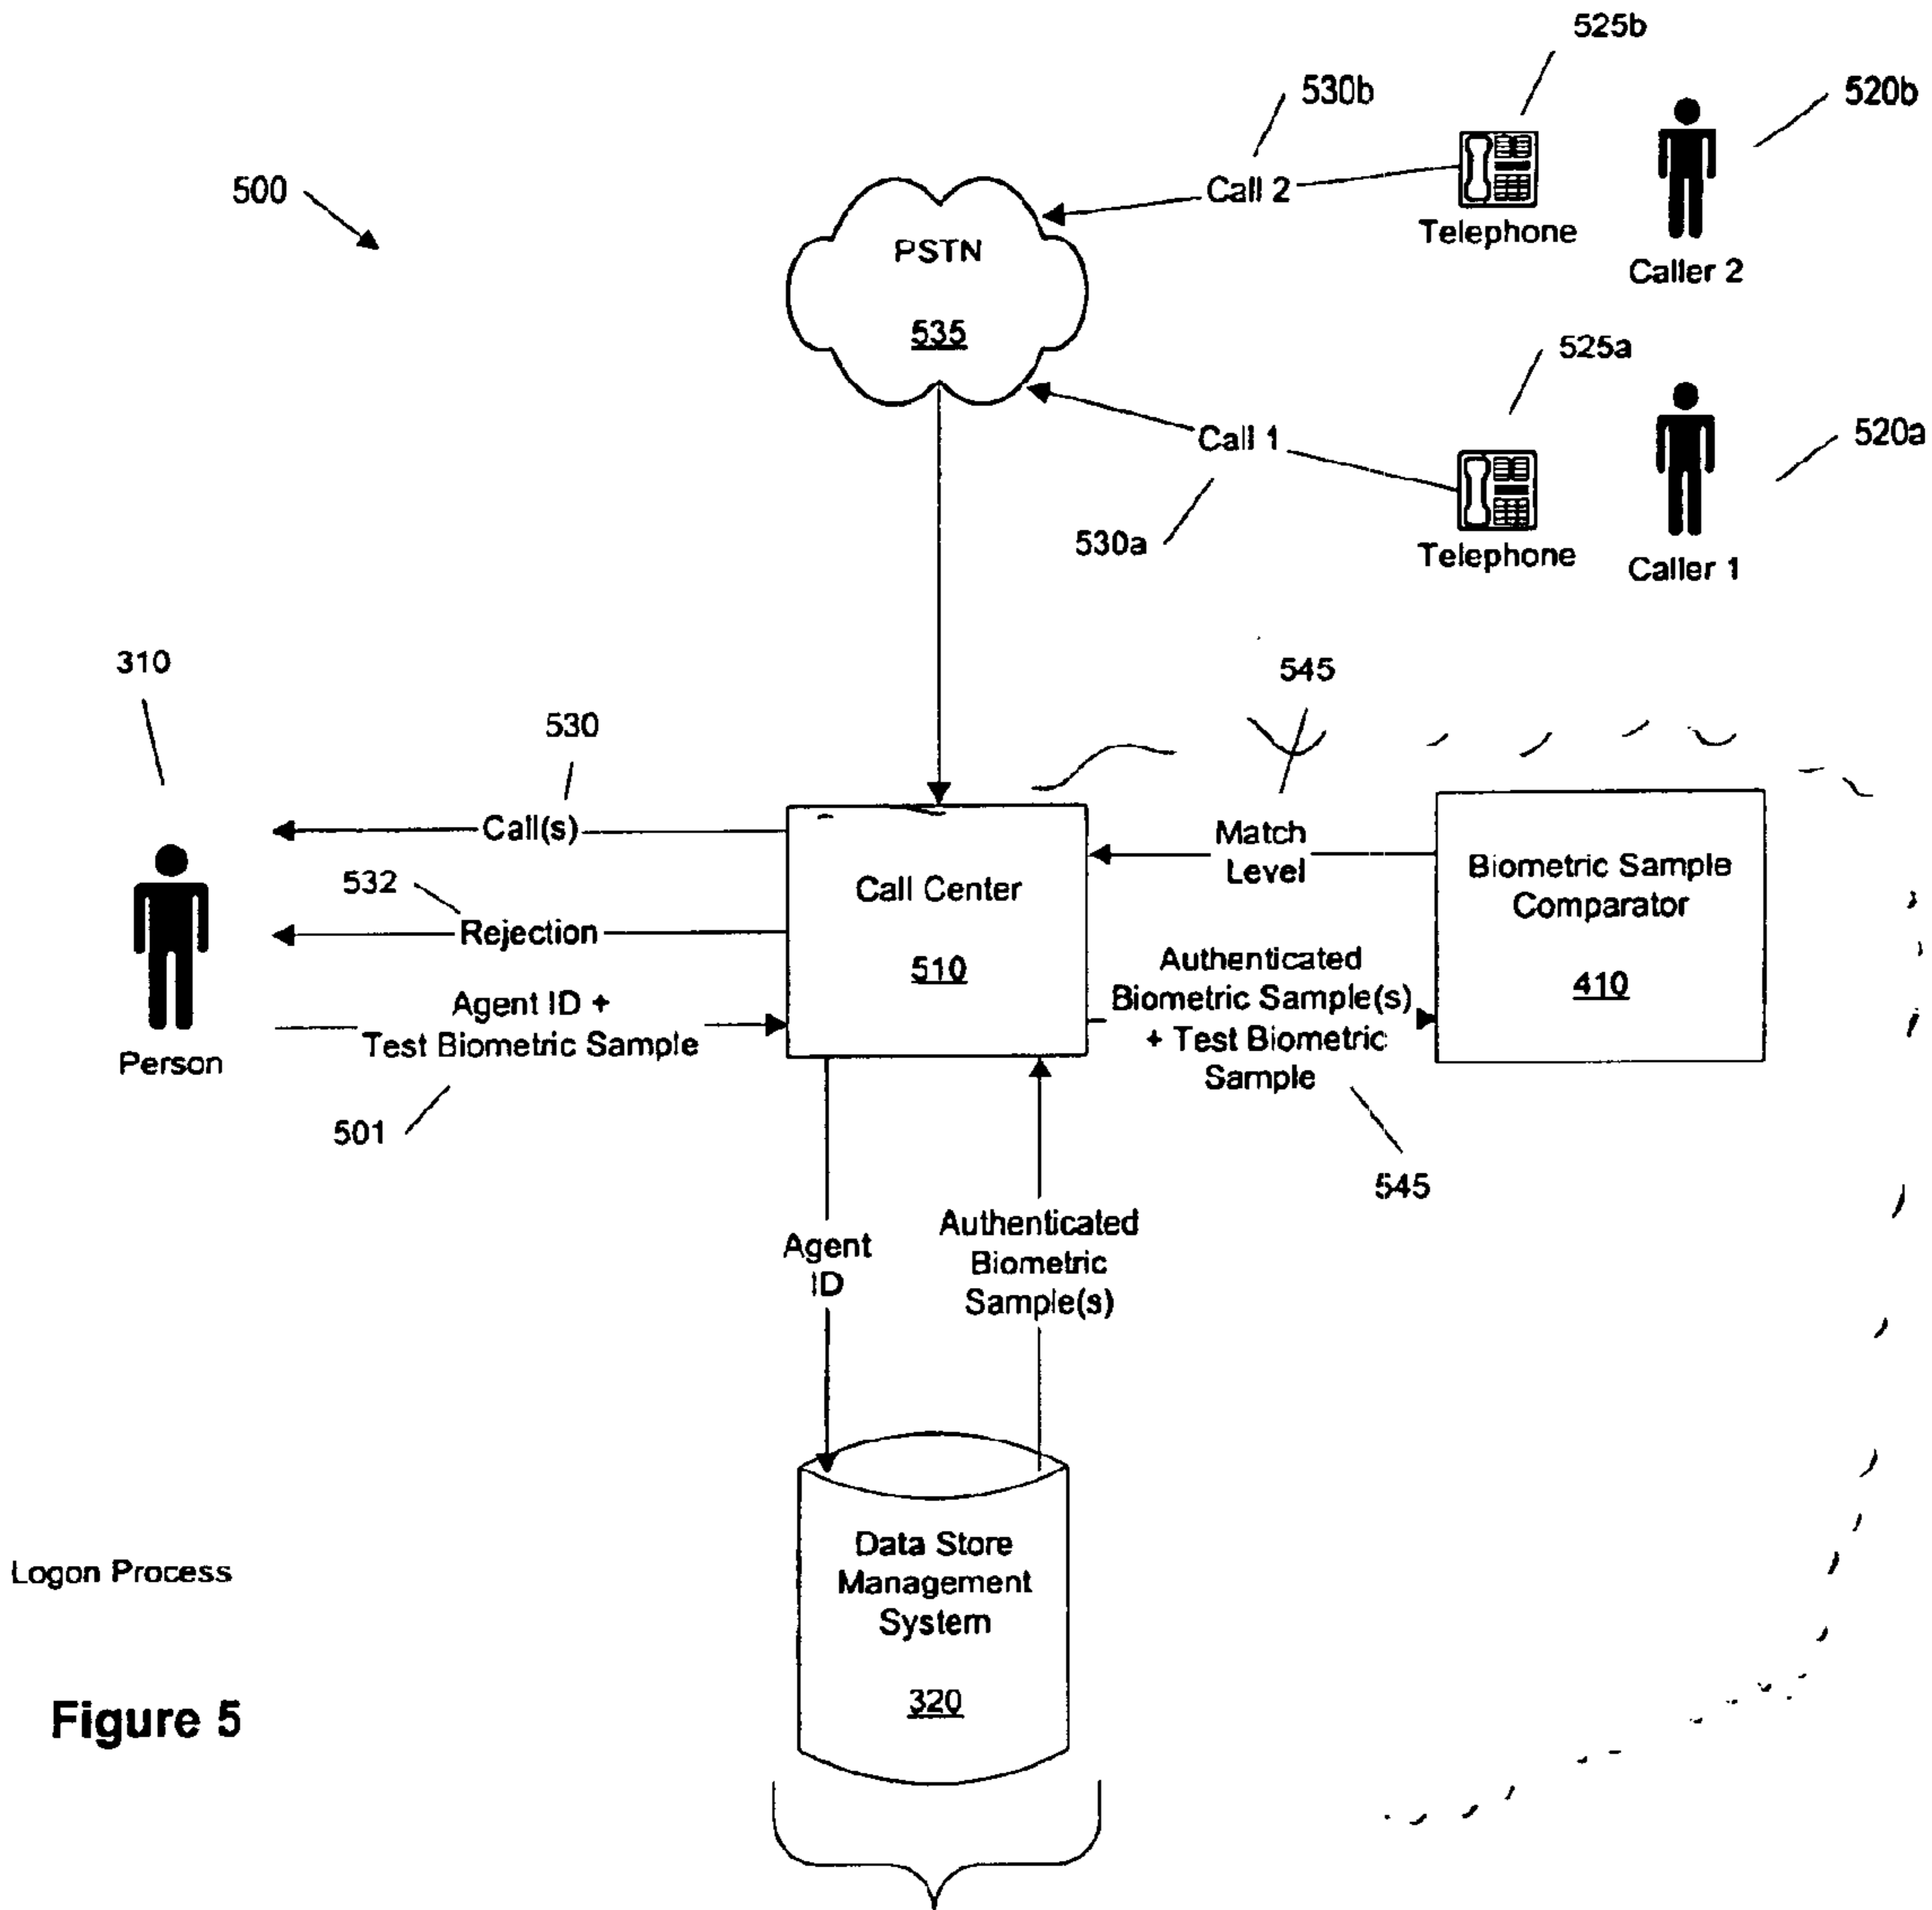 525b
530b
520b
500
Call 2
Telephone
Caller 2
PSTN
535
525a
Call 1
520a
530a
Telephone
Caller 1
310
545
530
Call(s)
Match
Level
Biometric Sample
Comparator
410
Call Center
510
532
Rejection
Authenticated
Biometric Sample(s)
+ Test Biometric
Sample
Agent ID +
Test Biometric Sample
Person
501
545
Agent
ID
Authenticated
Biometric
Sample(s)
Data Store
Management
System
320
Logon Process
Figure 5